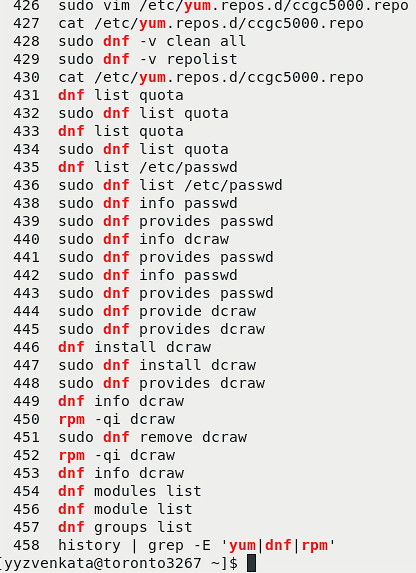 426 sudo vim /etc/yum.repos.d/ccgc5000.repo
427 cat /etc/yum.repos.d/ccgc5000.repo
428 sudo dnf -v clean all
429 sudo dnf -v repolist
430 cat /etc/yum.repos.d/ccgc5000.repo
431 dnf list quota
432 sudo dnf list quota
433 dnf list quota
434 sudo dnf list quota
435 dnf list /etc/passwd
436 sudo dnf list /etc/passwd
438 sudo dnf info passwd
439 sudo dnf provides passwd
440 sudo dnf info dcraw
441 sudo dnf provides passwd
442 sudo dnf info passwd
443 sudo dnf provides passwd
444 sudo dnf provide dcraw
445 sudo dnf provides dcraw
446 dnf install dcraw
447 sudo dnf install dcraw
448 sudo dnf provides dcraw
449 dnf info dcraw
450 rpm -qi dcraw
451 sudo dnf remove dcraw
452 rpm -qi dcraw
453 dnf info dcraw
454 dnf modules list
456 dnf module list
457 dnf groups list
458 history | grep -E 'yum|dnf|rpm'
[yyzvenkata@toronto3267 ~]$